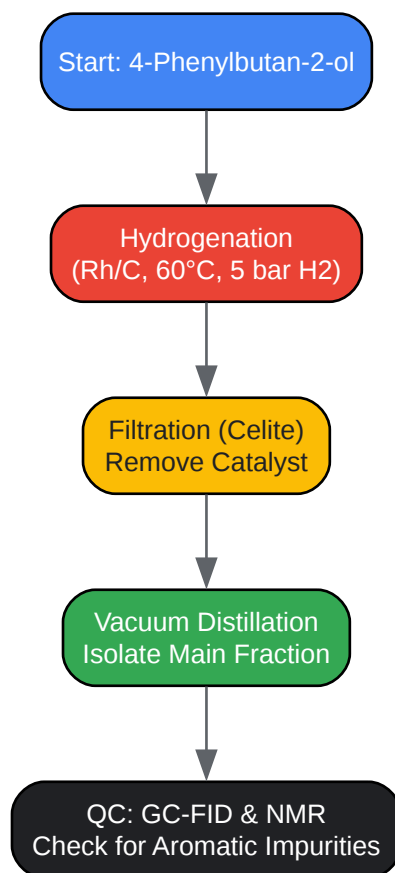 Start: 4-Phenylbutan-2-ol
Hydrogenation
(Rh/C, 60°C, 5 bar H2)
Filtration (Celite)
Remove Catalyst
Vacuum Distillation
Isolate Main Fraction
QC: GC-FID & NMR
Check for Aromatic Impurities